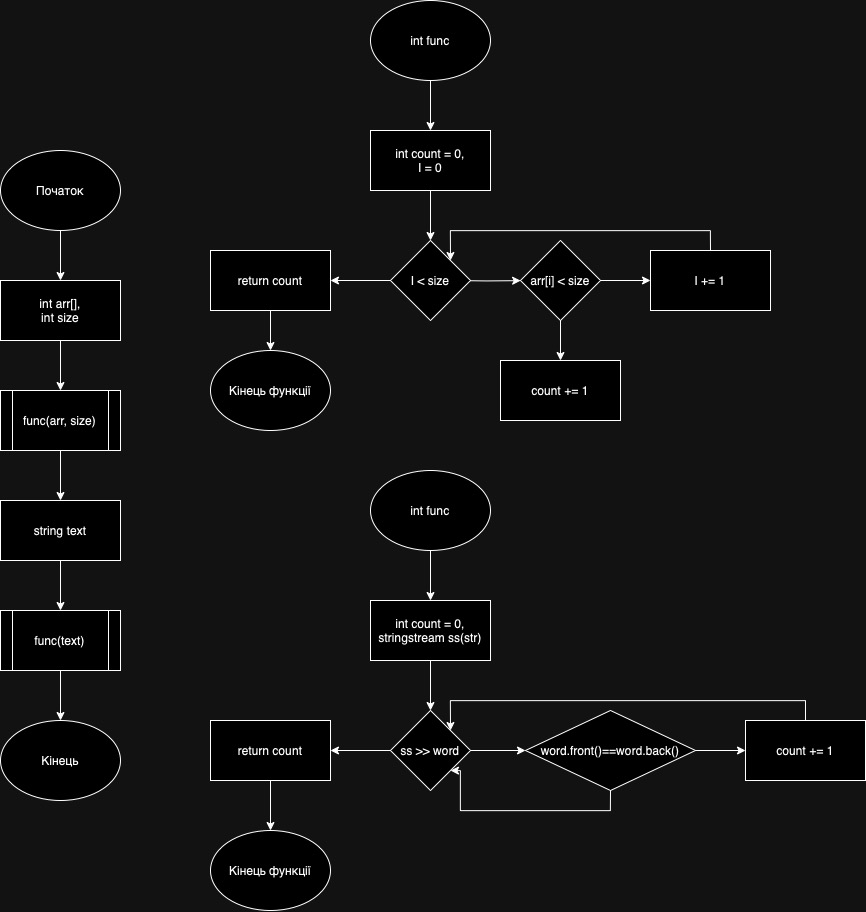 Початок
int arr[],
int size
func(arr, size)
string text
func(text)
Кінець
int func
int count = 0,
I = 0
I < size
arr[i] < size
I += 1
count += 1
return count
Кінець функції
int func
int count = 0,
stringstream ss(str)
ss >> word
word.front()==word.back()
count += 1
return count
Кінець функції